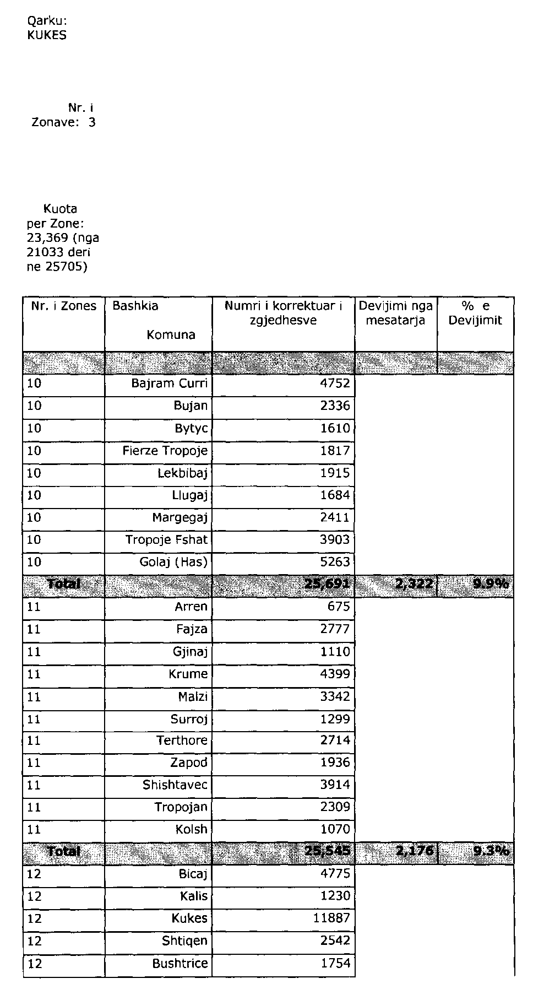 Qarku:
KUKES
Nr. i
Zonave: 3
Kuota
per Zone:
23,369 (nga
21033 deri
ne 25705)
Nr. i Zones Bashkia Numri i korrektuar i Devijimi nga % e
zgjedhesve mesatarja Devijimit
Komuna
10 Bajram Curri 4752
10 Bujan 2336
10 Bytyc 1610
10 Fierze Tropoje 1817
10 Lekbibaj 1915
10 Llugaj 1684
10 Margegaj 2411
10 Tropoje Fshat 3903
10 Golaj (Has) 5263
Total 25,691 2,322 9.9%
11 Arren 675
11 Fajza 2777
11 Gjinaj 1110
11 Krume 4399
11 Malzi 3342
11 Surroj 1299
11 Terthore 2714
11 Zapod 1936
11 Shishtavec 3914
11 Tropojan 2309
11 Kolsh 1070
Total 25,545 2,176 9.3%
12 Bicaj 4775
12 Kalis 1230
12 Kukes 11887
12 Shtiqen 2542
12 Bushtrice 1754